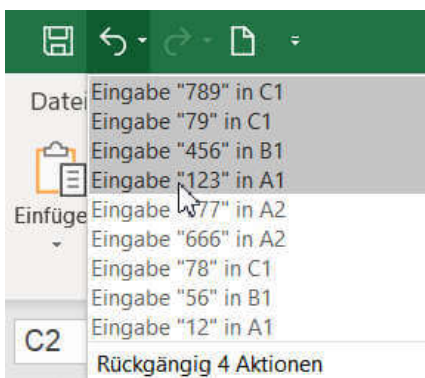 Datei
Einfüge
C2
Eingabe "789" in C1
Eingabe "79" in C1
Eingabe "456" in B1
Eingabe "123" in A1
Eingabe 77" in A2
Eingabe "666" in A2
Eingabe "78" in C1
Eingabe "56" in B1
Eingabe "12" in A1
Rückgängig 4 Aktionen